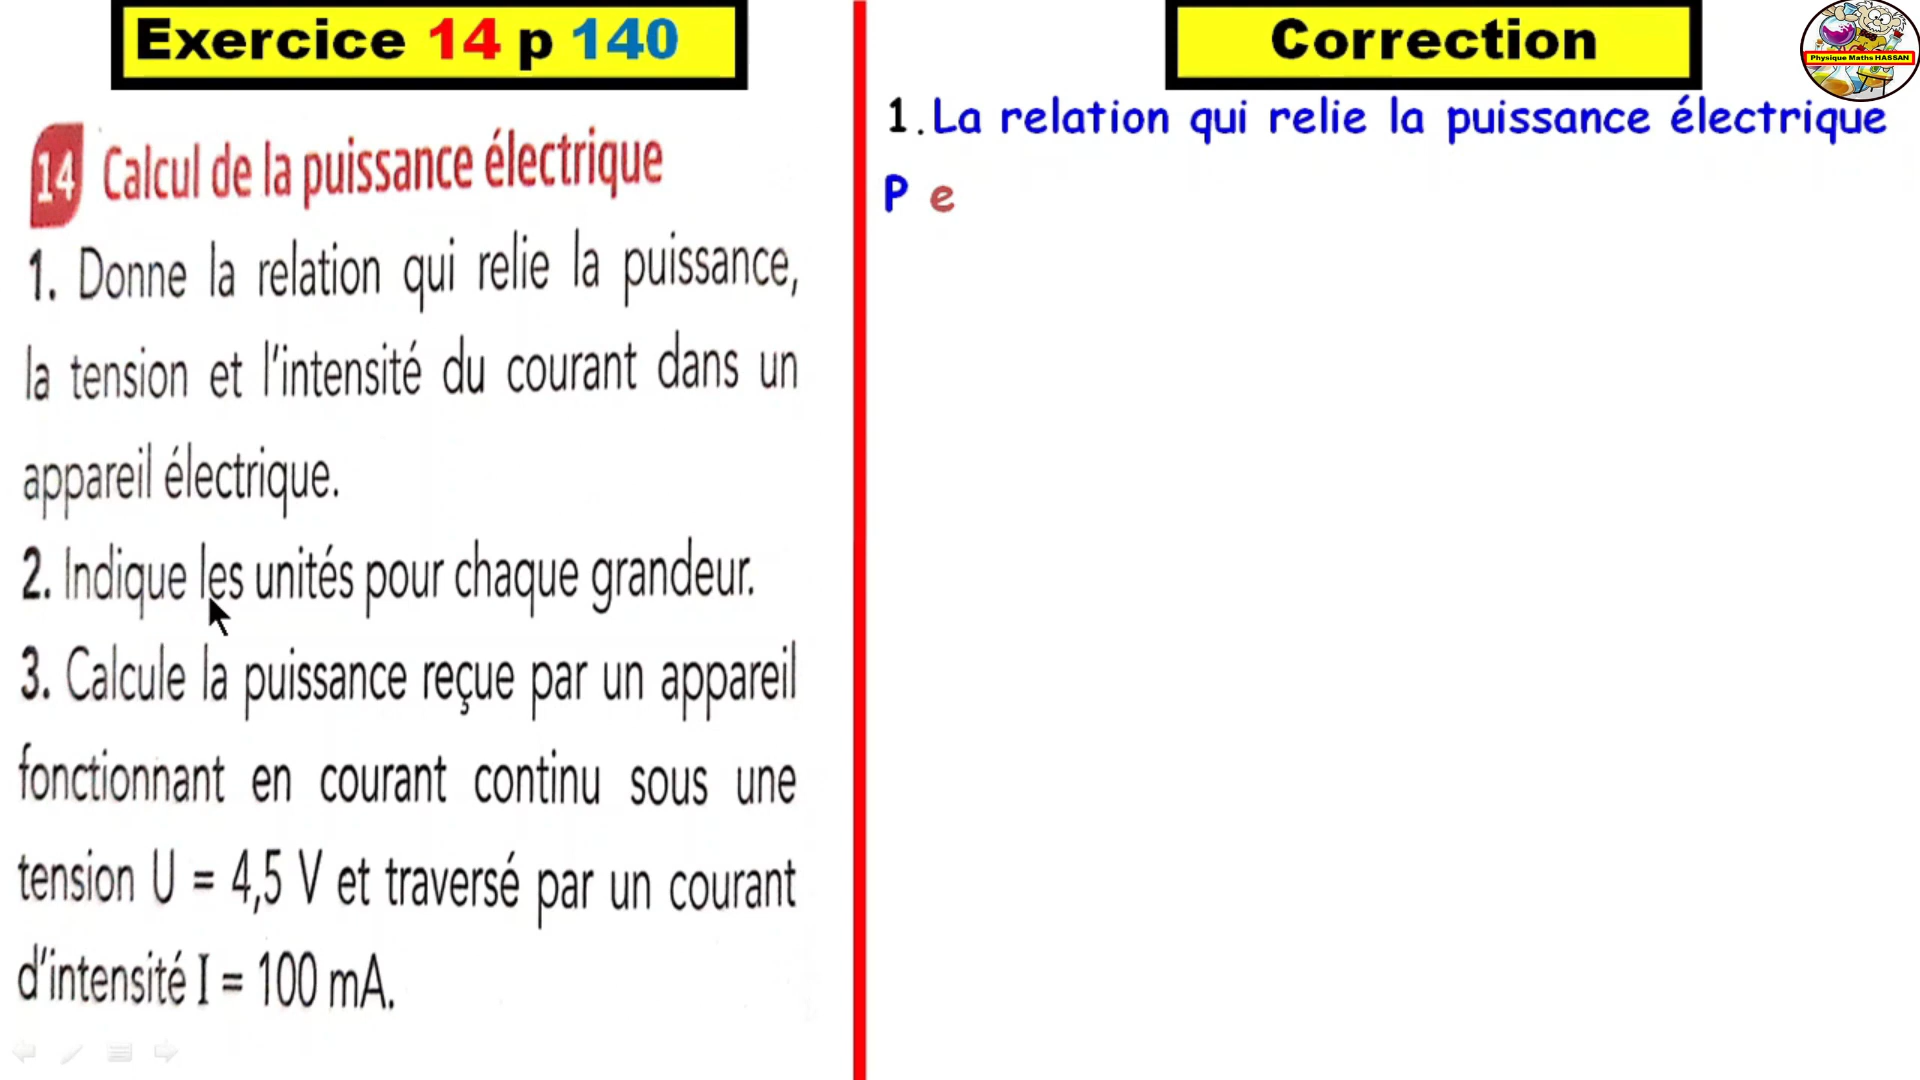 Exercice 14 p 140
14 Calcul de la puissance électrique
1. Donne la relation qui relie la puissance,
la tension et l'intensité du courant dans un
appareil électrique.
2. Indique les unités pour chaque grandeur.
3. Calcule la puissance reçue par un appareil
fonctionnant en courant continu sous une
tension U = 4,5 V et traversé par un courant
d'intensité I = 100 mA.
Correction
Physique Maths HASSAN
1.La relation qui relie la puissance électrique
P e